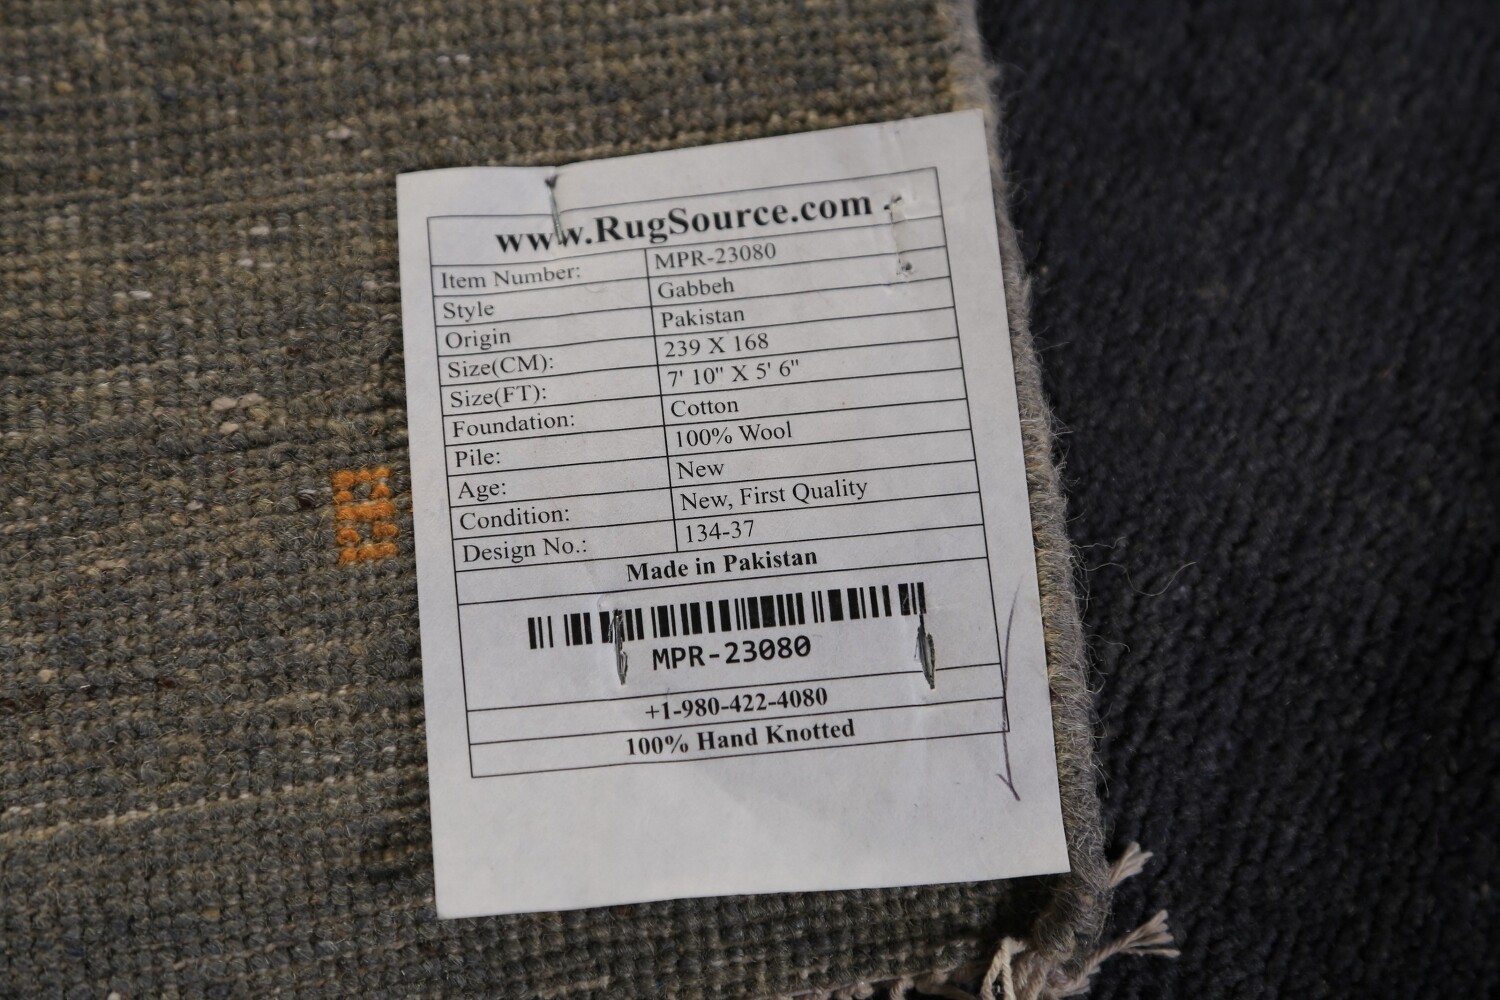 www.RugSource.com
Item Number: MPR-23080
Style Gabbeh
Origin Pakistan
Size(CM): 239 X 168
Size(FT): 7' 10" X 5' 6"
Foundation: Cotton
Pile: 100% Wool
Age: New
Condition: New, First Quality
Design No.: 134-37
Made in Pakistan
MPR-23080
+1-980-422-4080
100% Hand Knotted